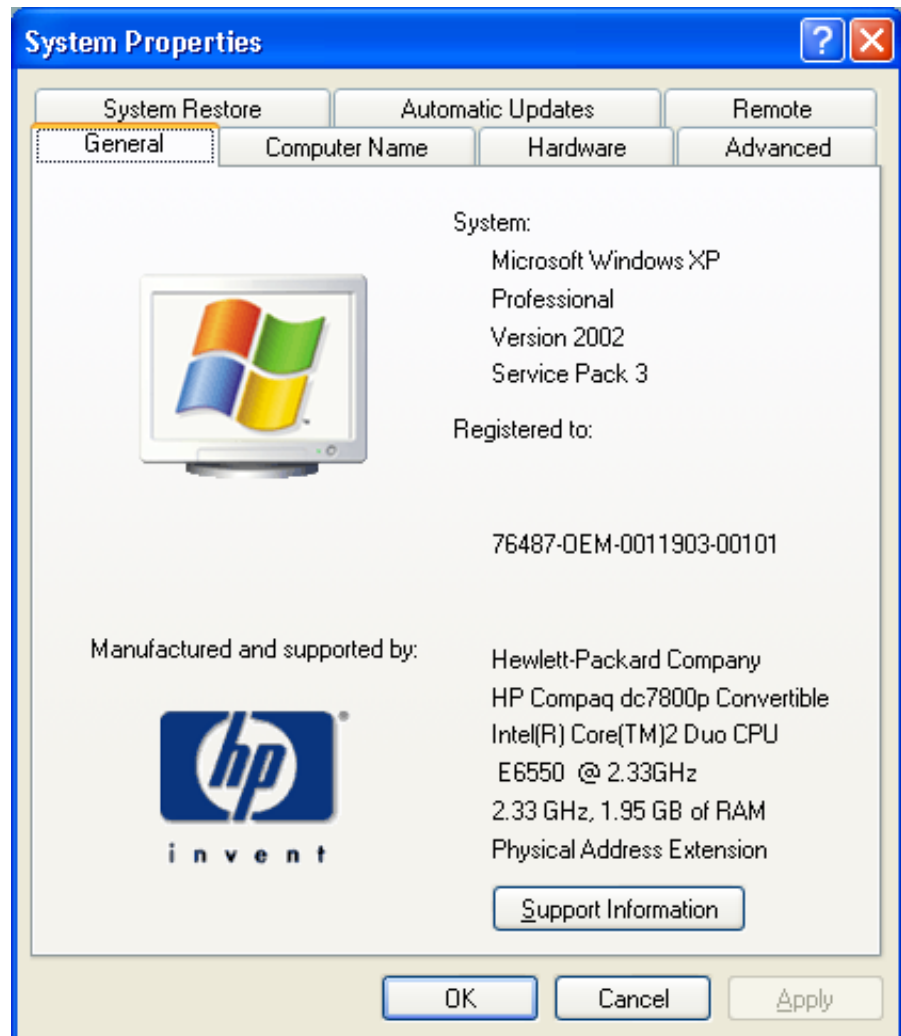 System Properties
System Restore Automatic Updates Remote
General Computer Name Hardware Advanced
System:
Microsoft Windows XP
Professional
Version 2002
Service Pack 3
Registered to:
76487-OEM-0011903-00101
Manufactured and supported by:
Hewlett-Packard Company
HP Compaq dc7800p Convertible
Intel(R) Core(TM)2 Duo CPU
E6550 @ 2.33GHz
2.33 GHz, 1.95 GB of RAM
Physical Address Extension
hp
invent
Support Information
OK Cancel Apply